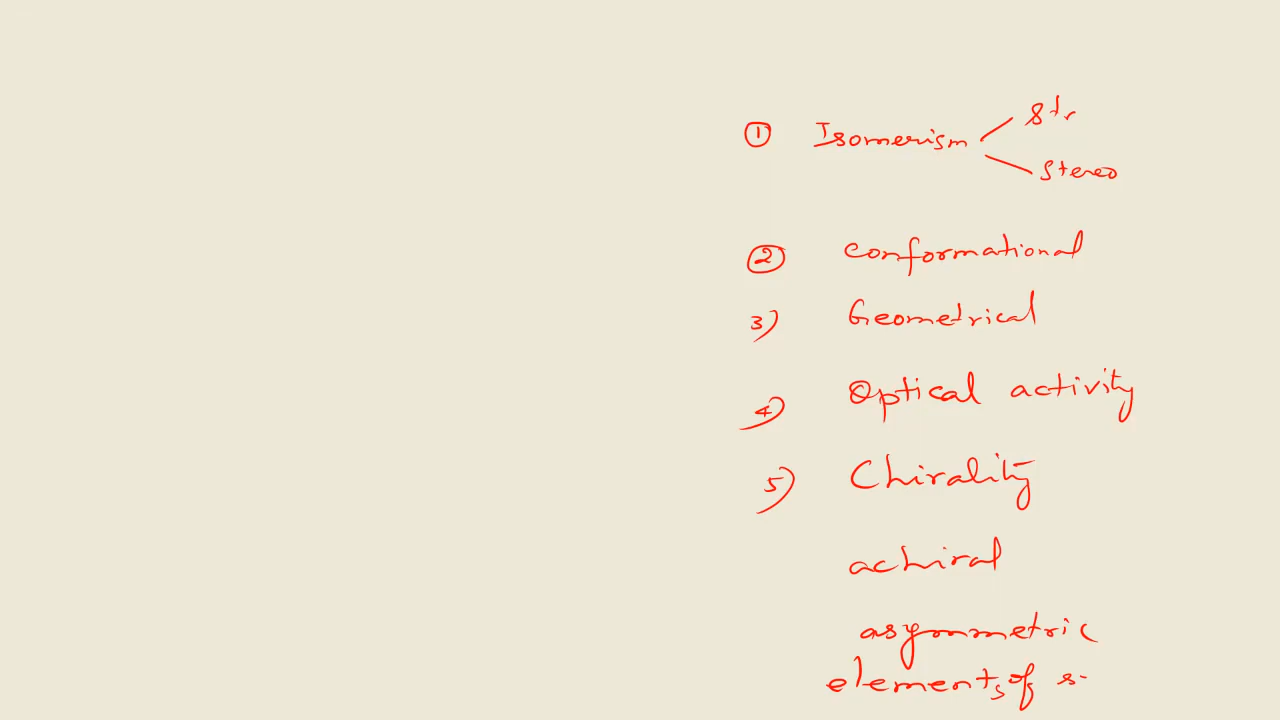 ① Isomerism
Str
Stereo
② conformational
3) Geometrical
4) Optical activity
5) Chirality
achiral
asymmetric
elements of s